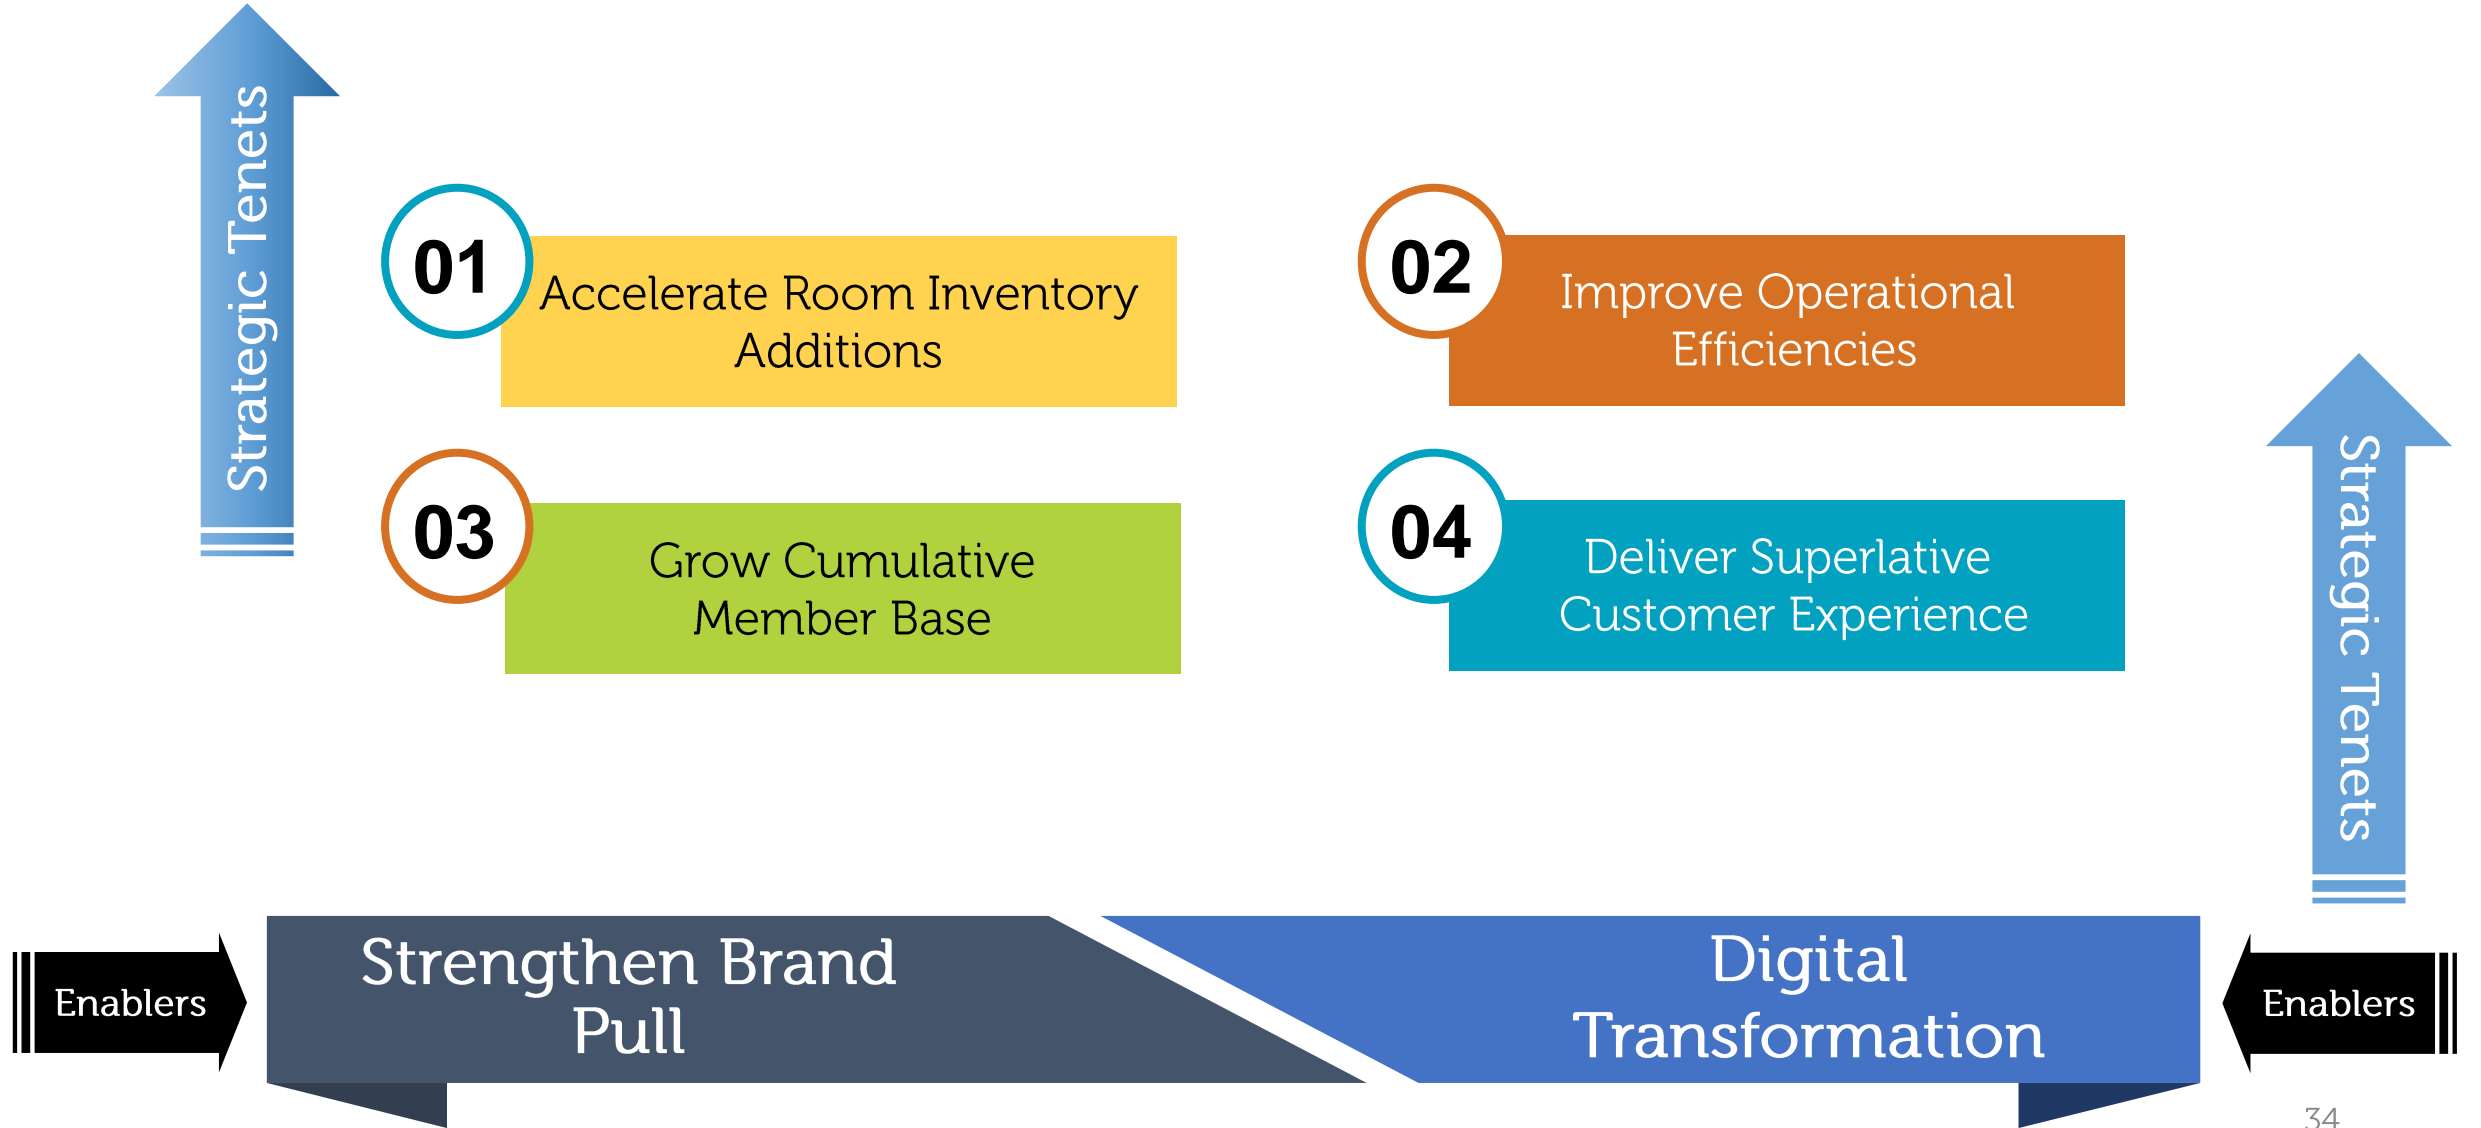 Strategic Tenets
01
Accelerate Room Inventory
Additions
02
Improve Operational
Efficiencies
03
Grow Cumulative
Member Base
04
Deliver Superlative
Customer Experience
Strategic Tenets
Enablers
Strengthen Brand
Pull
Digital
Transformation
Enablers
34